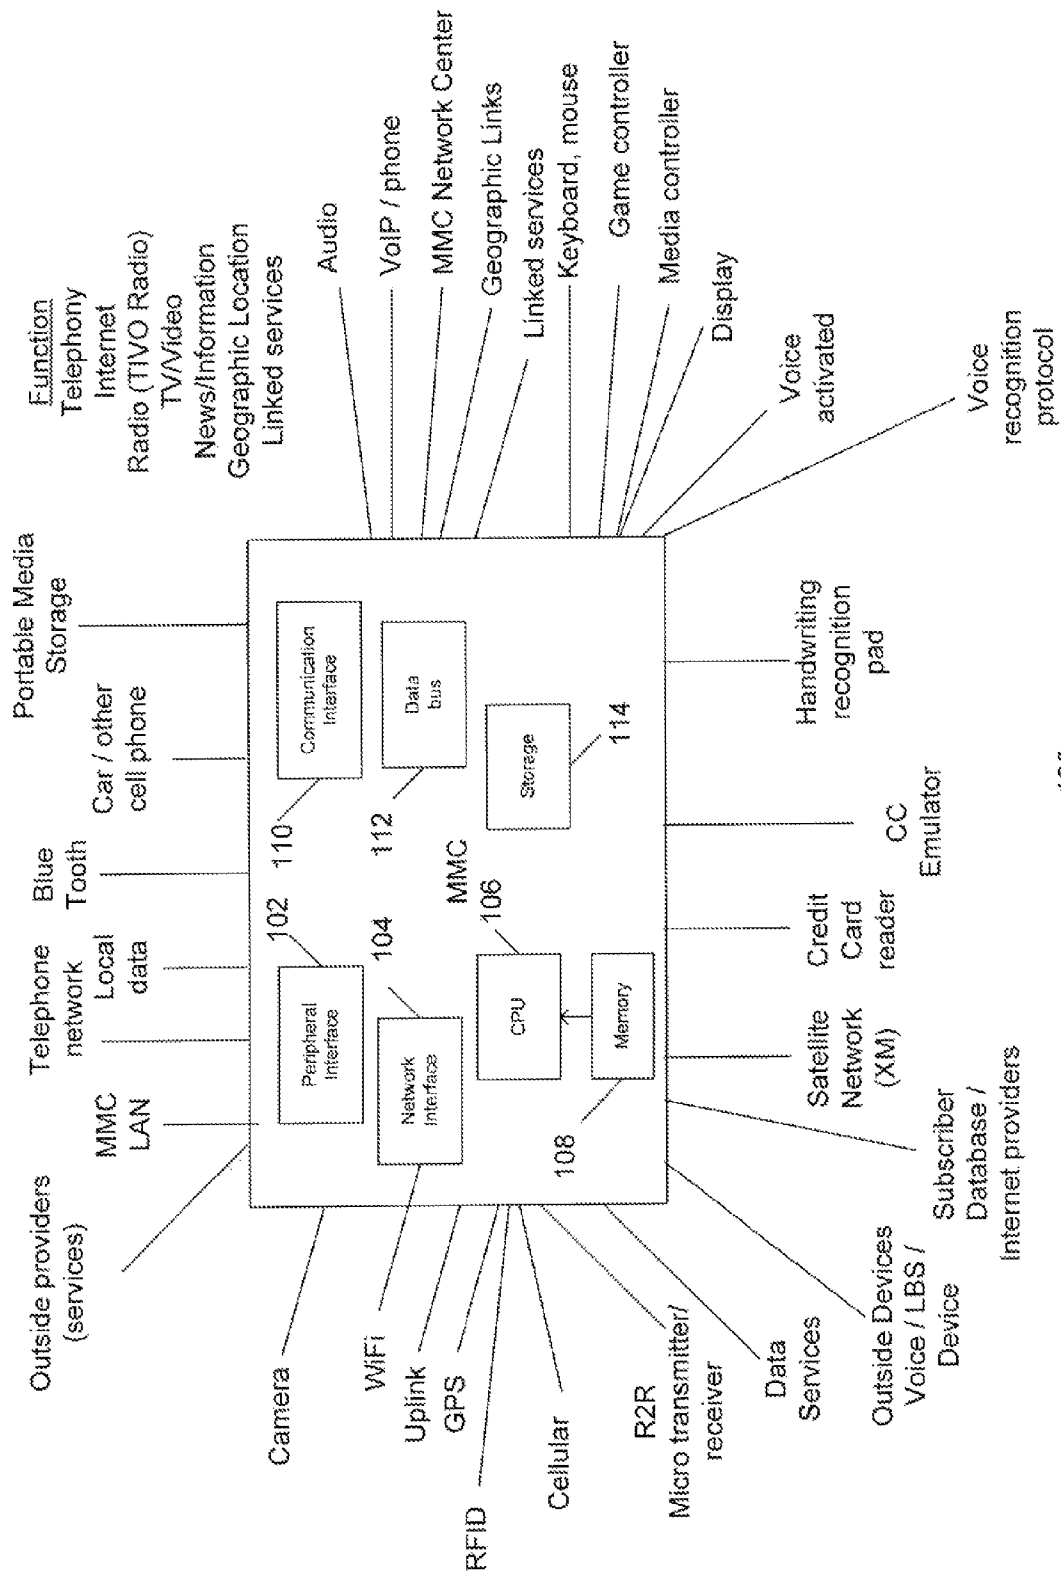 Function
Telephony
Internet
Radio (TIVO Radio)
TV/Video
News/Information
Geographic Location
Linked services
Portable Media
Storage
Car / other
cell phone
Blue
Tooth
Telephone
network
Local
data
MMC
LAN
Outside providers
(services)
Audio
VoIP / phone
MMC Network Center
Geographic Links
Linked services
Keyboard, mouse
Game controller
Media controller
Display
Voice
activated
Voice
recognition
protocol
Camera
WiFi
Uplink
GPS
RFID
Cellular
R2R
Micro transmitter/
receiver
Data
Services
Outside Devices
Voice / LBS /
Device
Subscriber
Database /
Internet providers
Satellite
Network
(XM)
Credit
Card
reader
CC
Emulator
Handwriting
recognition
pad
Peripheral
Interface
102
Network
Interface
104
MMC
CPU
106
Memory
108
Communication
Interface
110
Data
bus
112
Storage
114